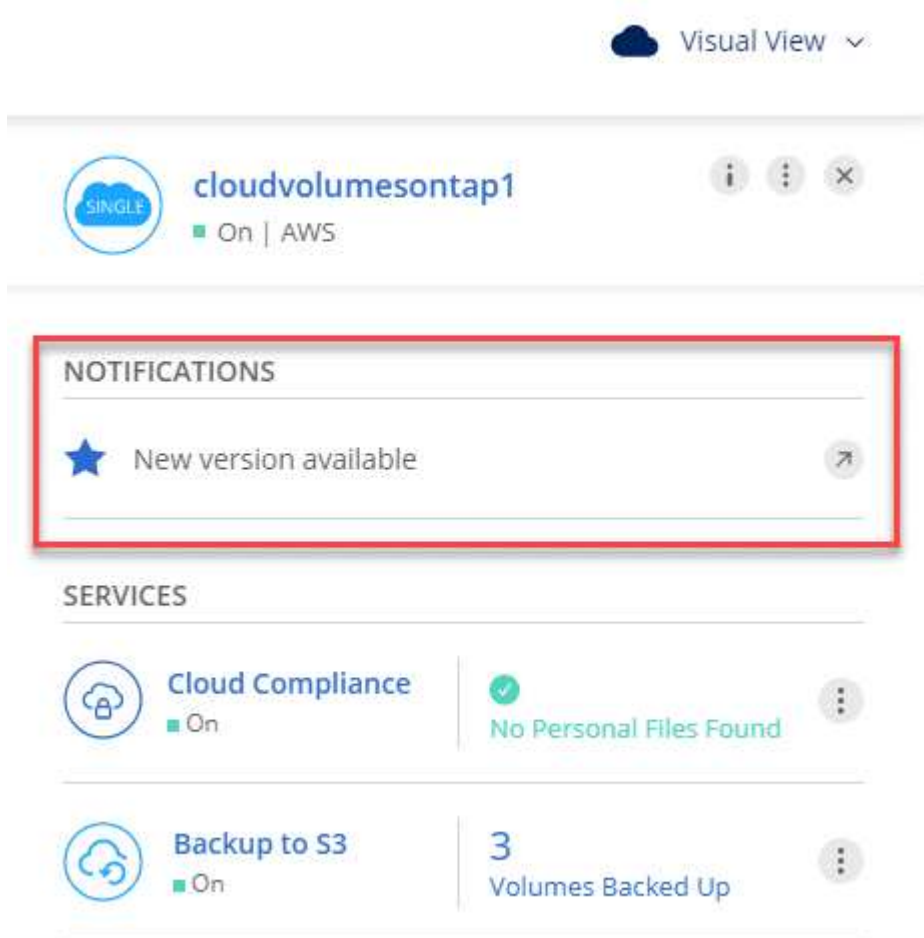 Visual View
SINGLE
cloudvolumesontap1
On | AWS
NOTIFICATIONS
New version available
SERVICES
Cloud Compliance
On
No Personal Files Found
Backup to S3
On
3
Volumes Backed Up